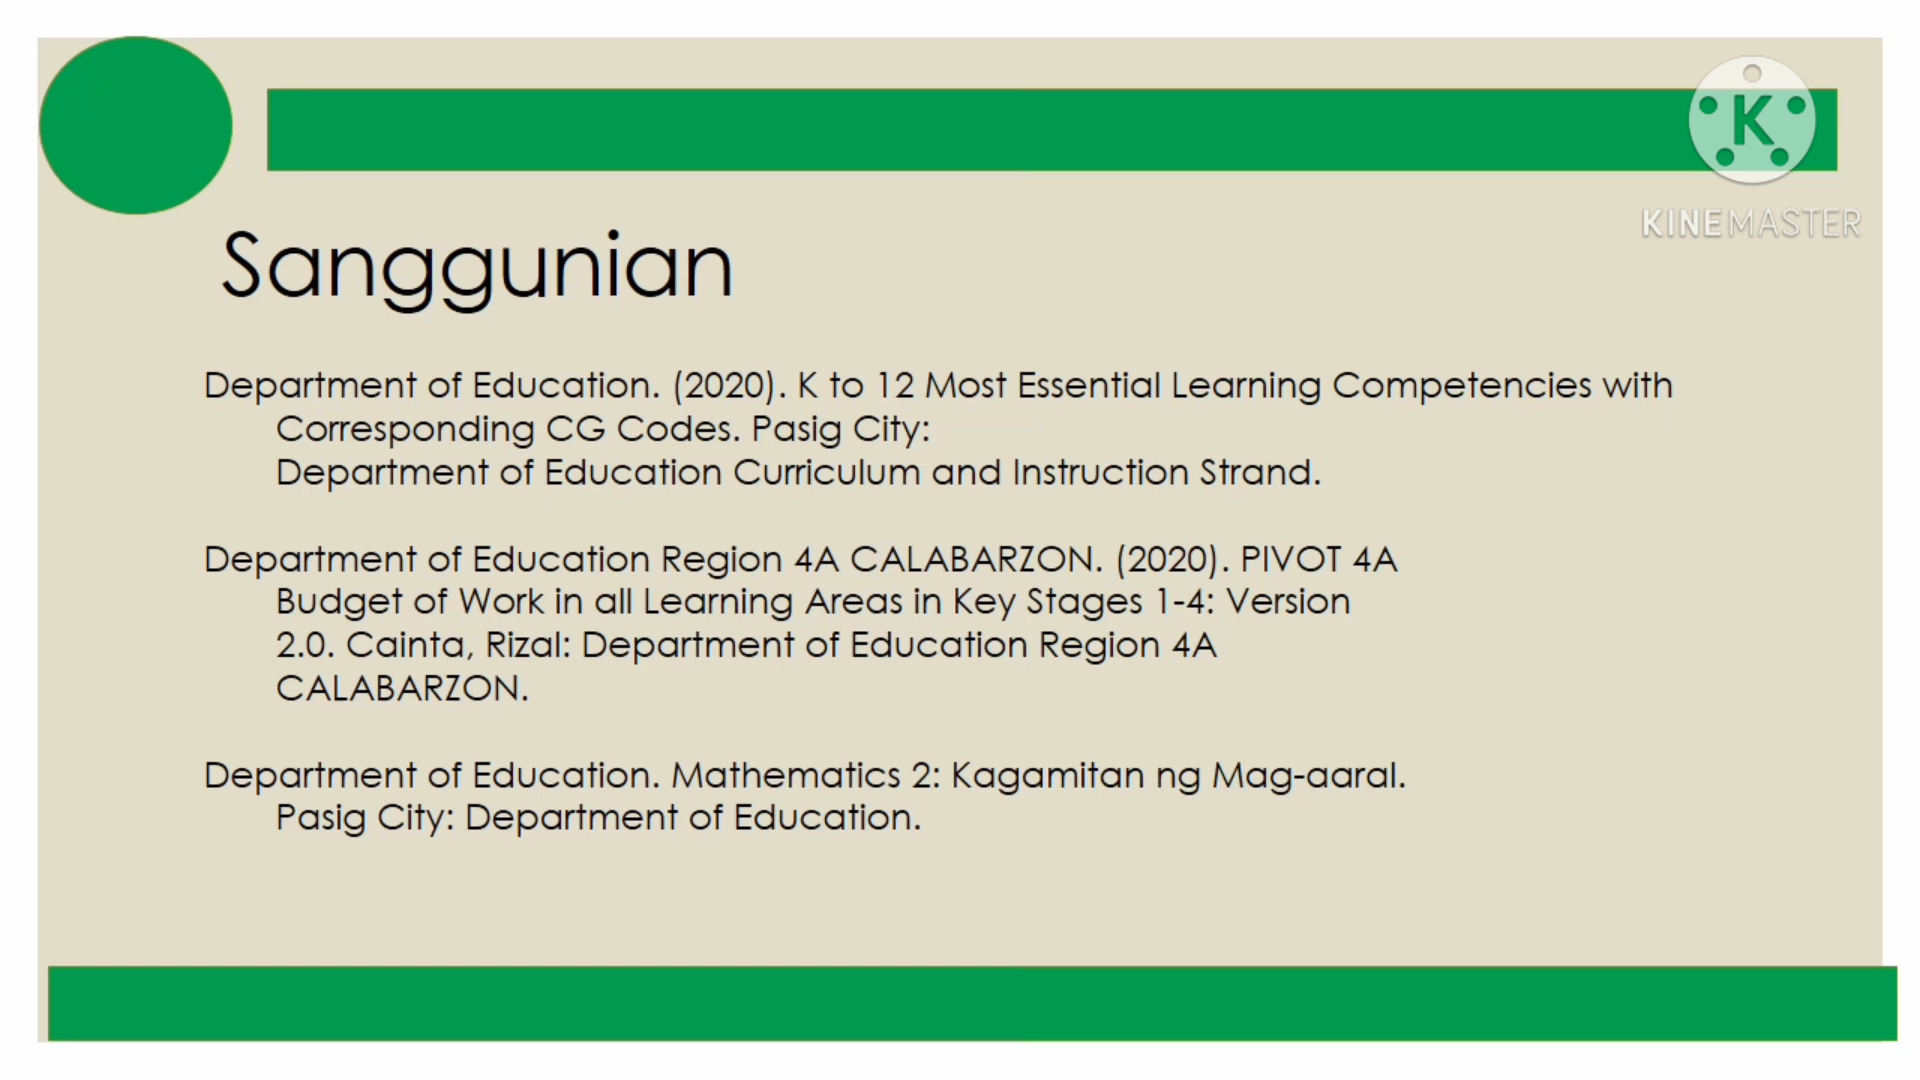 K
KINEMASTER
Sanggunian
Department of Education. (2020). K to 12 Most Essential Learning Competencies with
Corresponding CG Codes. Pasig City:
Department of Education Curriculum and Instruction Strand.
Department of Education Region 4A CALABARZON. (2020). PIVOT 4A
Budget of Work in all Learning Areas in Key Stages 1-4: Version
2.0. Cainta, Rizal: Department of Education Region 4A
CALABARZON.
Department of Education. Mathematics 2: Kagamitan ng Mag-aaral.
Pasig City: Department of Education.